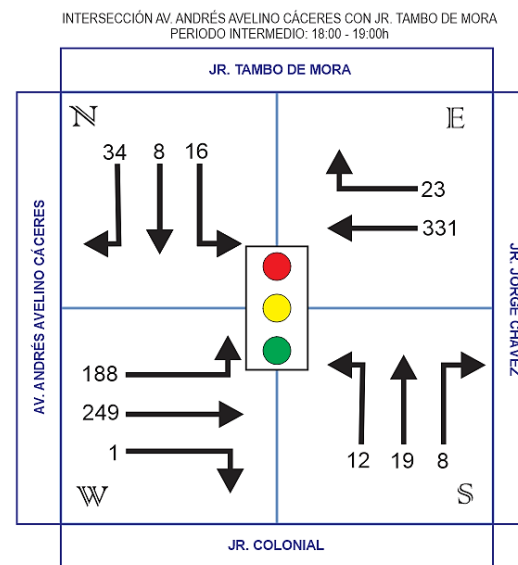 INTERSECCIÓN AV. ANDRÉS AVELINO CÁCERES CON JR. TAMBO DE MORA
PERIODO INTERMEDIO: 18:00 - 19:00h
JR. TAMBO DE MORA
N
E
34 8 16
23
331
AV. ANDRÉS AVELINO CÁCERES
JR. JORGE CHAVEZ
188
249
1
12 19 8
W
S
JR. COLONIAL